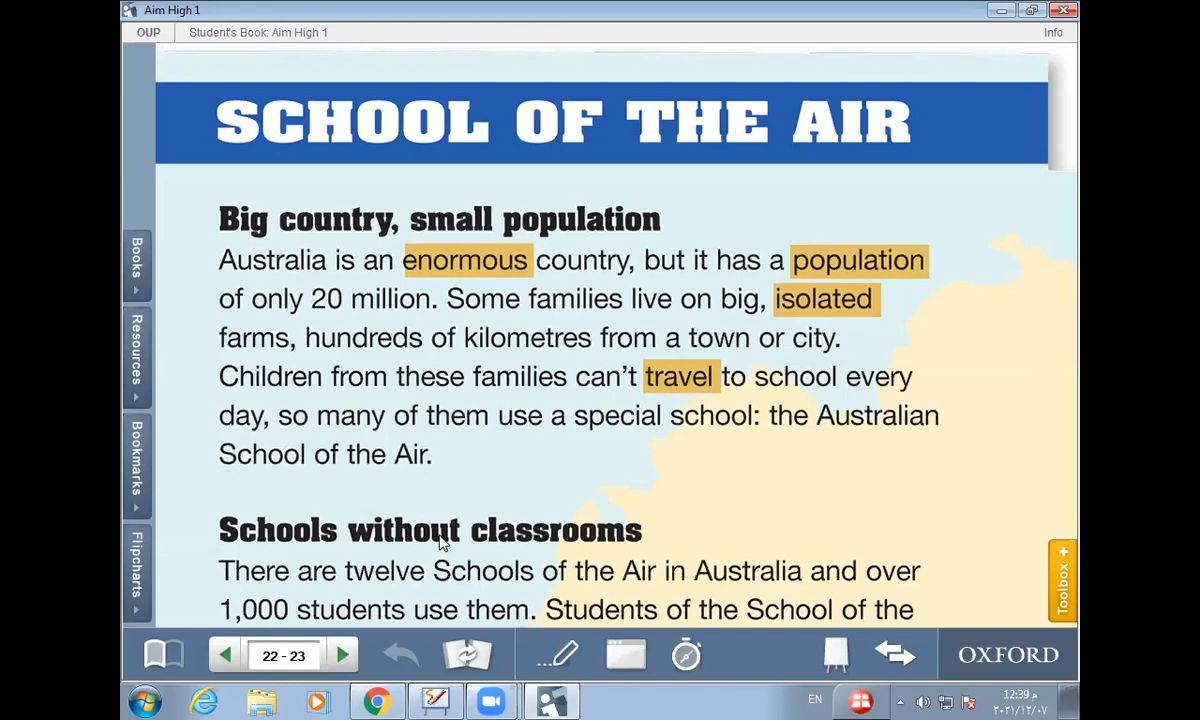 Aim High 1
OUP Student's Book: Aim High 1 Info
SCHOOL OF THE AIR
Big country, small population
Australia is an enormous country, but it has a population
of only 20 million. Some families live on big, isolated
farms, hundreds of kilometres from a town or city.
Children from these families can't travel to school every
day, so many of them use a special school: the Australian
School of the Air.
Schools without classrooms
There are twelve Schools of the Air in Australia and over
1,000 students use them. Students of the School of the
Books
Resources
Bookmarks
Flipcharts
Toolbox +
22 - 23
OXFORD
EN
12:39 م
٢٠٢١/١٢/٠٧